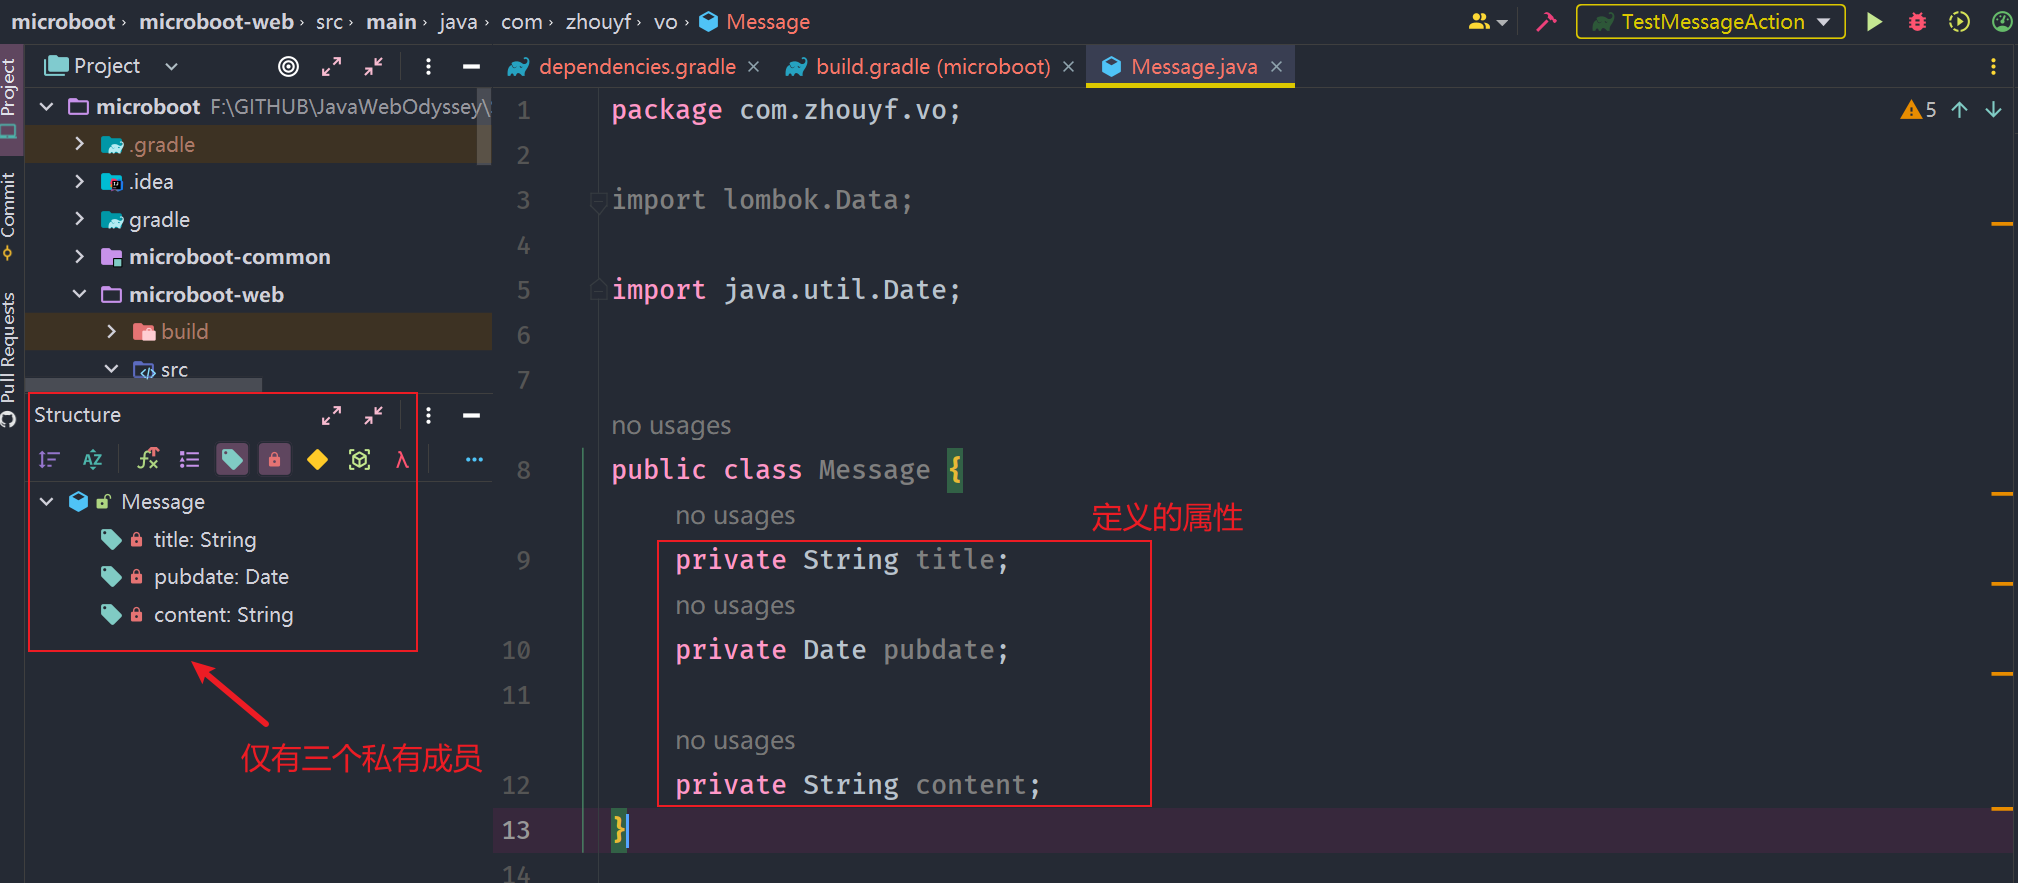 microboot › microboot-web › src › main › java › com › zhouyf › vo › Message
TestMessageAction
Project
Commit
Pull Requests
Project
microboot F:\GITHUB\JavaWebOdyssey\
.gradle
.idea
gradle
microboot-common
microboot-web
build
src
Structure
Message
title: String
pubdate: Date
content: String
仅有三个私有成员
dependencies.gradle
build.gradle (microboot)
Message.java
5
1 package com.zhouyf.vo;
2
3 import lombok.Data;
4
5 import java.util.Date;
6
7
no usages
8 public class Message {
no usages
定义的属性
9 private String title;
no usages
10 private Date pubdate;
11
no usages
12 private String content;
13 }
14